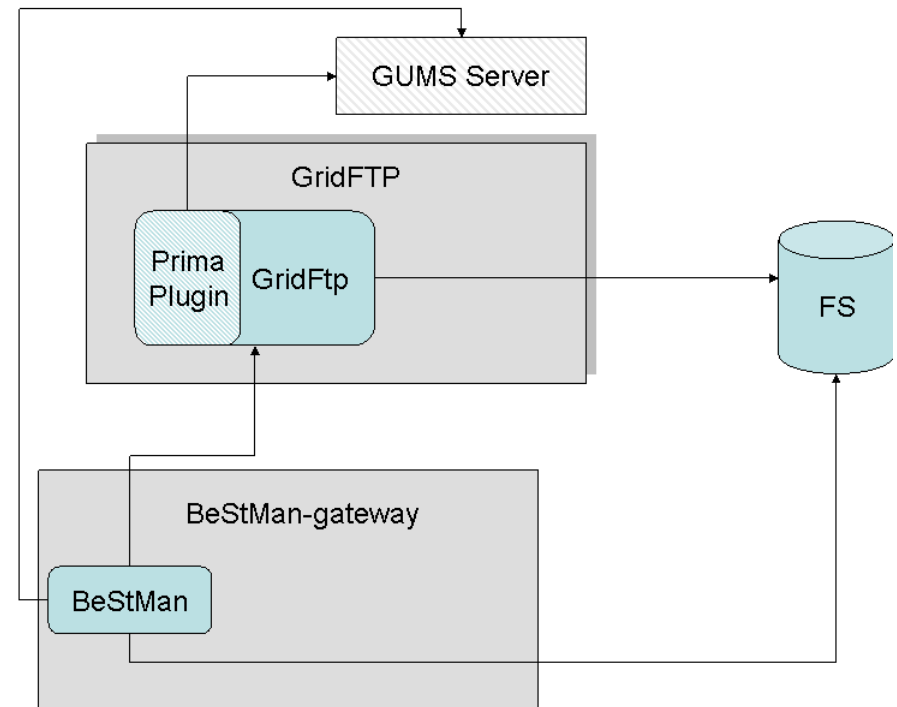 GUMS Server
GridFTP
Prima
Plugin
GridFtp
FS
BeStMan-gateway
BeStMan